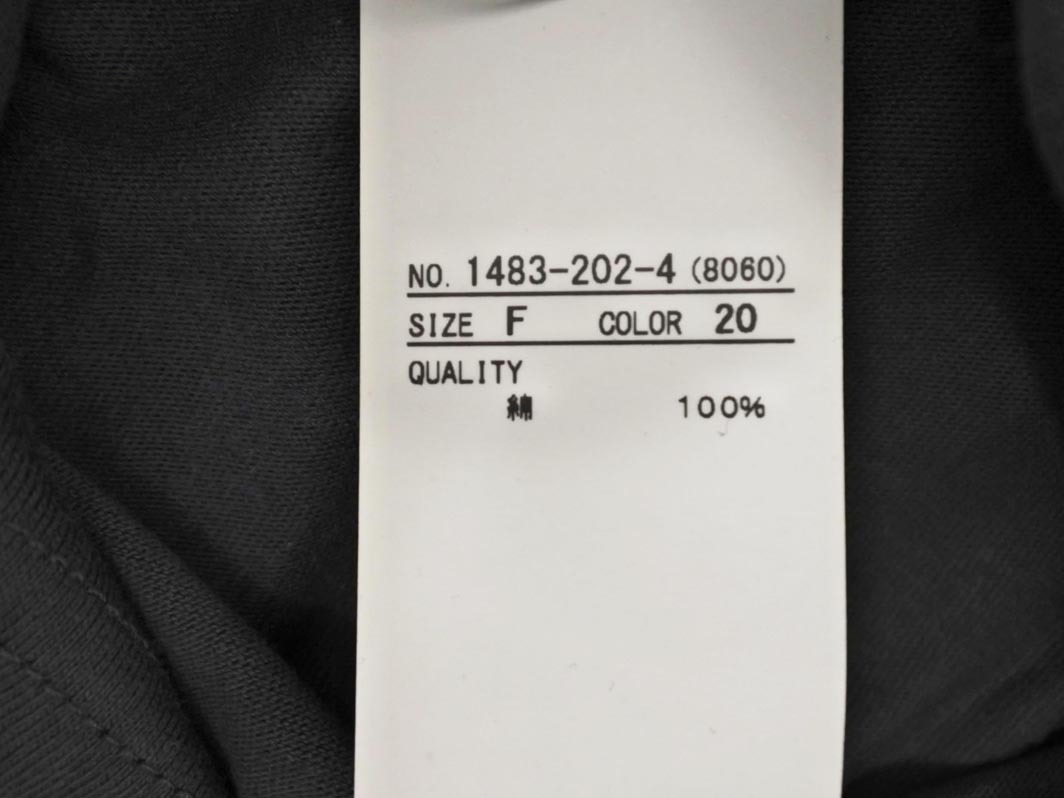 NO. 1483-202-4 (8060)
SIZE F COLOR 20
QUALITY
綿 100%